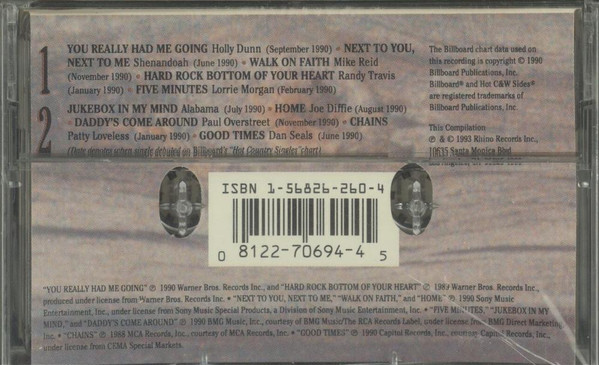 1
YOU REALLY HAD ME GOING Holly Dunn (September 1990) • NEXT TO YOU,
NEXT TO ME Shenandoah (June 1990) • WALK ON FAITH Mike Reid
(November 1990) • HARD ROCK BOTTOM OF YOUR HEART Randy Travis
(January 1990) • FIVE MINUTES Lorrie Morgan (February 1990)
2
JUKEBOX IN MY MIND Alabama (July 1990) • HOME Joe Diffie (August 1990)
• DADDY'S COME AROUND Paul Overstreet (November 1990) • CHAINS
Patty Loveless (January 1990) • GOOD TIMES Dan Seals (June 1990)
(Date denotes when single debuted on Billboard's "Hot Country Singles" chart)
The Billboard chart data used on
this compilation is copyright © 1990
Billboard Publications, Inc.
Billboard® and Hot C&W Sides®
are registered trademarks of
Billboard Publications, Inc.
This Compilation
℗ & © 1993 Rhino Records Inc.,
10635 Santa Monica Blvd
ISBN 1-56826-260-4
0 8122-70694-4 5
"YOU REALLY HAD ME GOING" ℗ 1990 Warner Bros. Records Inc., and "HARD ROCK BOTTOM OF YOUR HEART" ℗ 1989 Warner Bros. Records Inc.,
produced under license from Warner Bros. Records Inc. • "NEXT TO YOU, NEXT TO ME," "WALK ON FAITH," and "HOME" ℗ 1990 Sony Music
Entertainment, Inc., under license from Sony Music Special Products, a Division of Sony Music Entertainment, Inc. • "FIVE MINUTES," "JUKEBOX IN MY
MIND," and "DADDY'S COME AROUND" ℗ 1990 BMG Music, courtesy of BMG Music/The RCA Records Label, under license from BMG Direct Marketing,
Inc. • "CHAINS" ℗ 1988 MCA Records, Inc., courtesy of MCA Records, Inc. • "GOOD TIMES" ℗ 1990 Capitol Records, Inc., courtesy Capitol Records, Inc.,
under license from CEMA Special Markets.